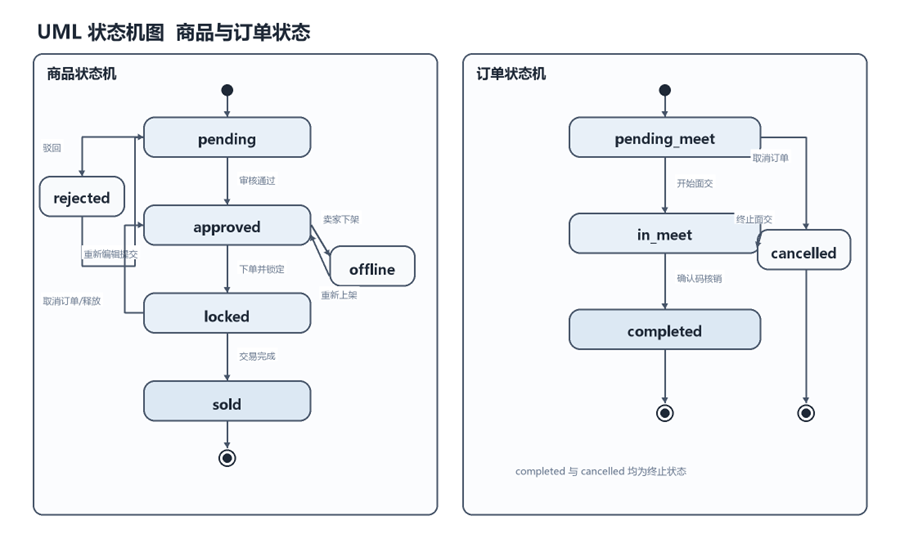 UML 状态机图 商品与订单状态
商品状态机
pending
驳回
rejected
审核通过
approved
卖家下架
重新编辑提交
offline
下单并锁定
重新上架
取消订单/释放
locked
交易完成
sold
订单状态机
pending_meet
取消订单
开始面交
终止面交
in_meet
cancelled
确认码核销
completed
completed 与 cancelled 均为终止状态